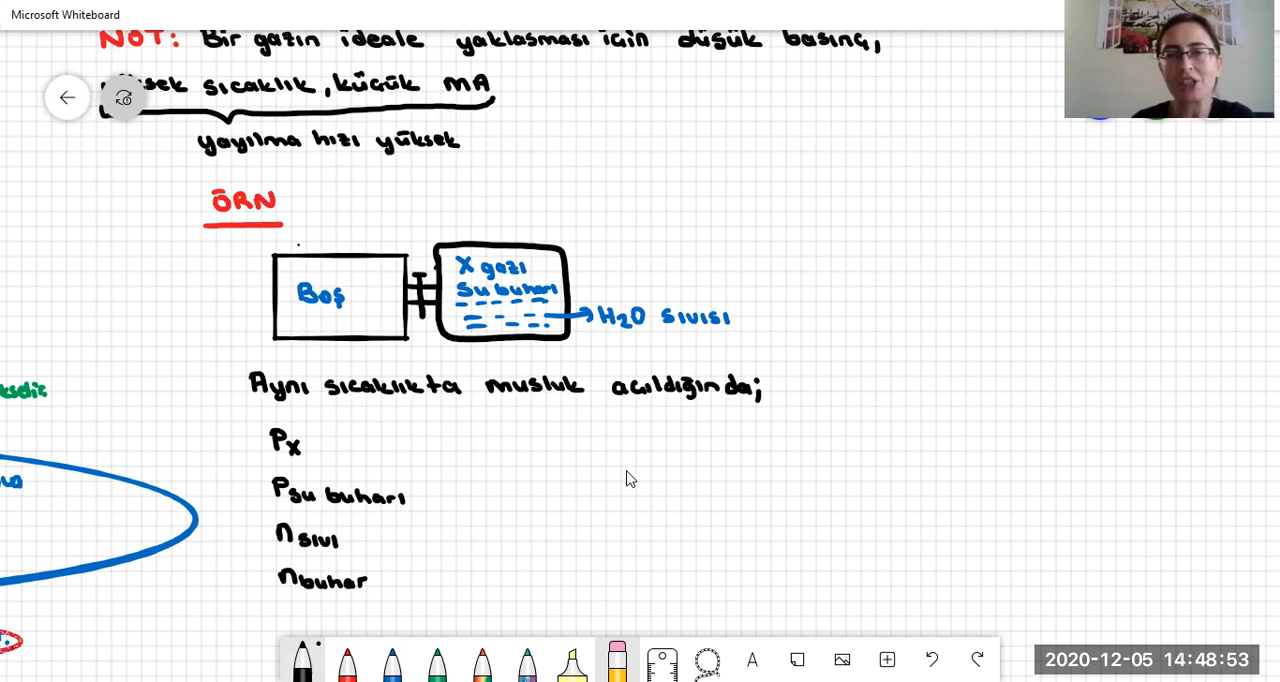 Microsoft Whiteboard
NOT: Bir gazın ideale yaklaşması için düşük basınç,
sıcaklık, küçük MA
yayılma hızı yüksek
ÖRN
Boş
X gazı
Su buharı
H2O sıvısı
Aynı sıcaklıkta musluk açıldığında;
Px
Psu buharı
nsıvı
nbuhar
A
2020-12-05 14:48:53